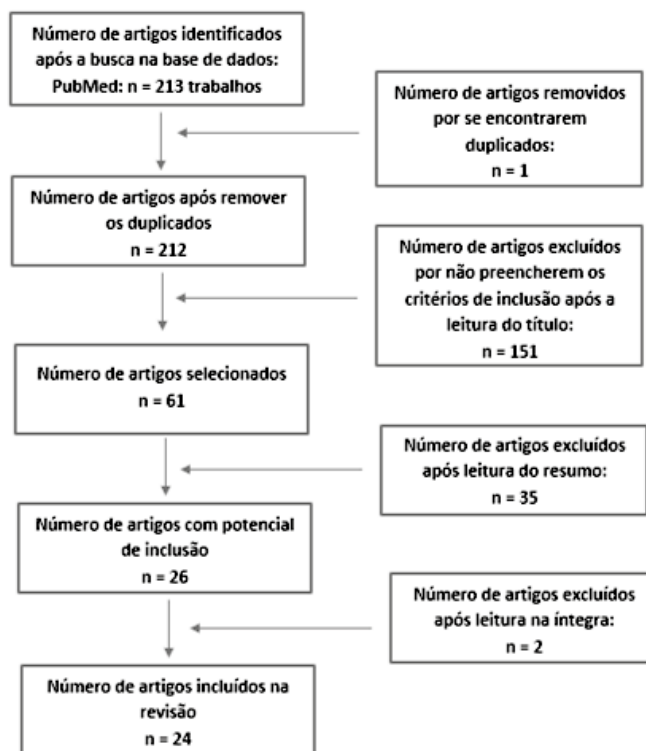 Número de artigos identificados
após a busca na base de dados:
PubMed: n = 213 trabalhos
Número de artigos removidos
por se encontrarem
duplicados:
n = 1
Número de artigos após remover
os duplicados
n = 212
Número de artigos excluídos
por não preencherem os
critérios de inclusão após a
leitura do título:
n = 151
Número de artigos selecionados
n = 61
Número de artigos excluídos
após leitura do resumo:
n = 35
Número de artigos com potencial
de inclusão
n = 26
Número de artigos excluídos
após leitura na íntegra:
n = 2
Número de artigos incluídos na
revisão
n = 24